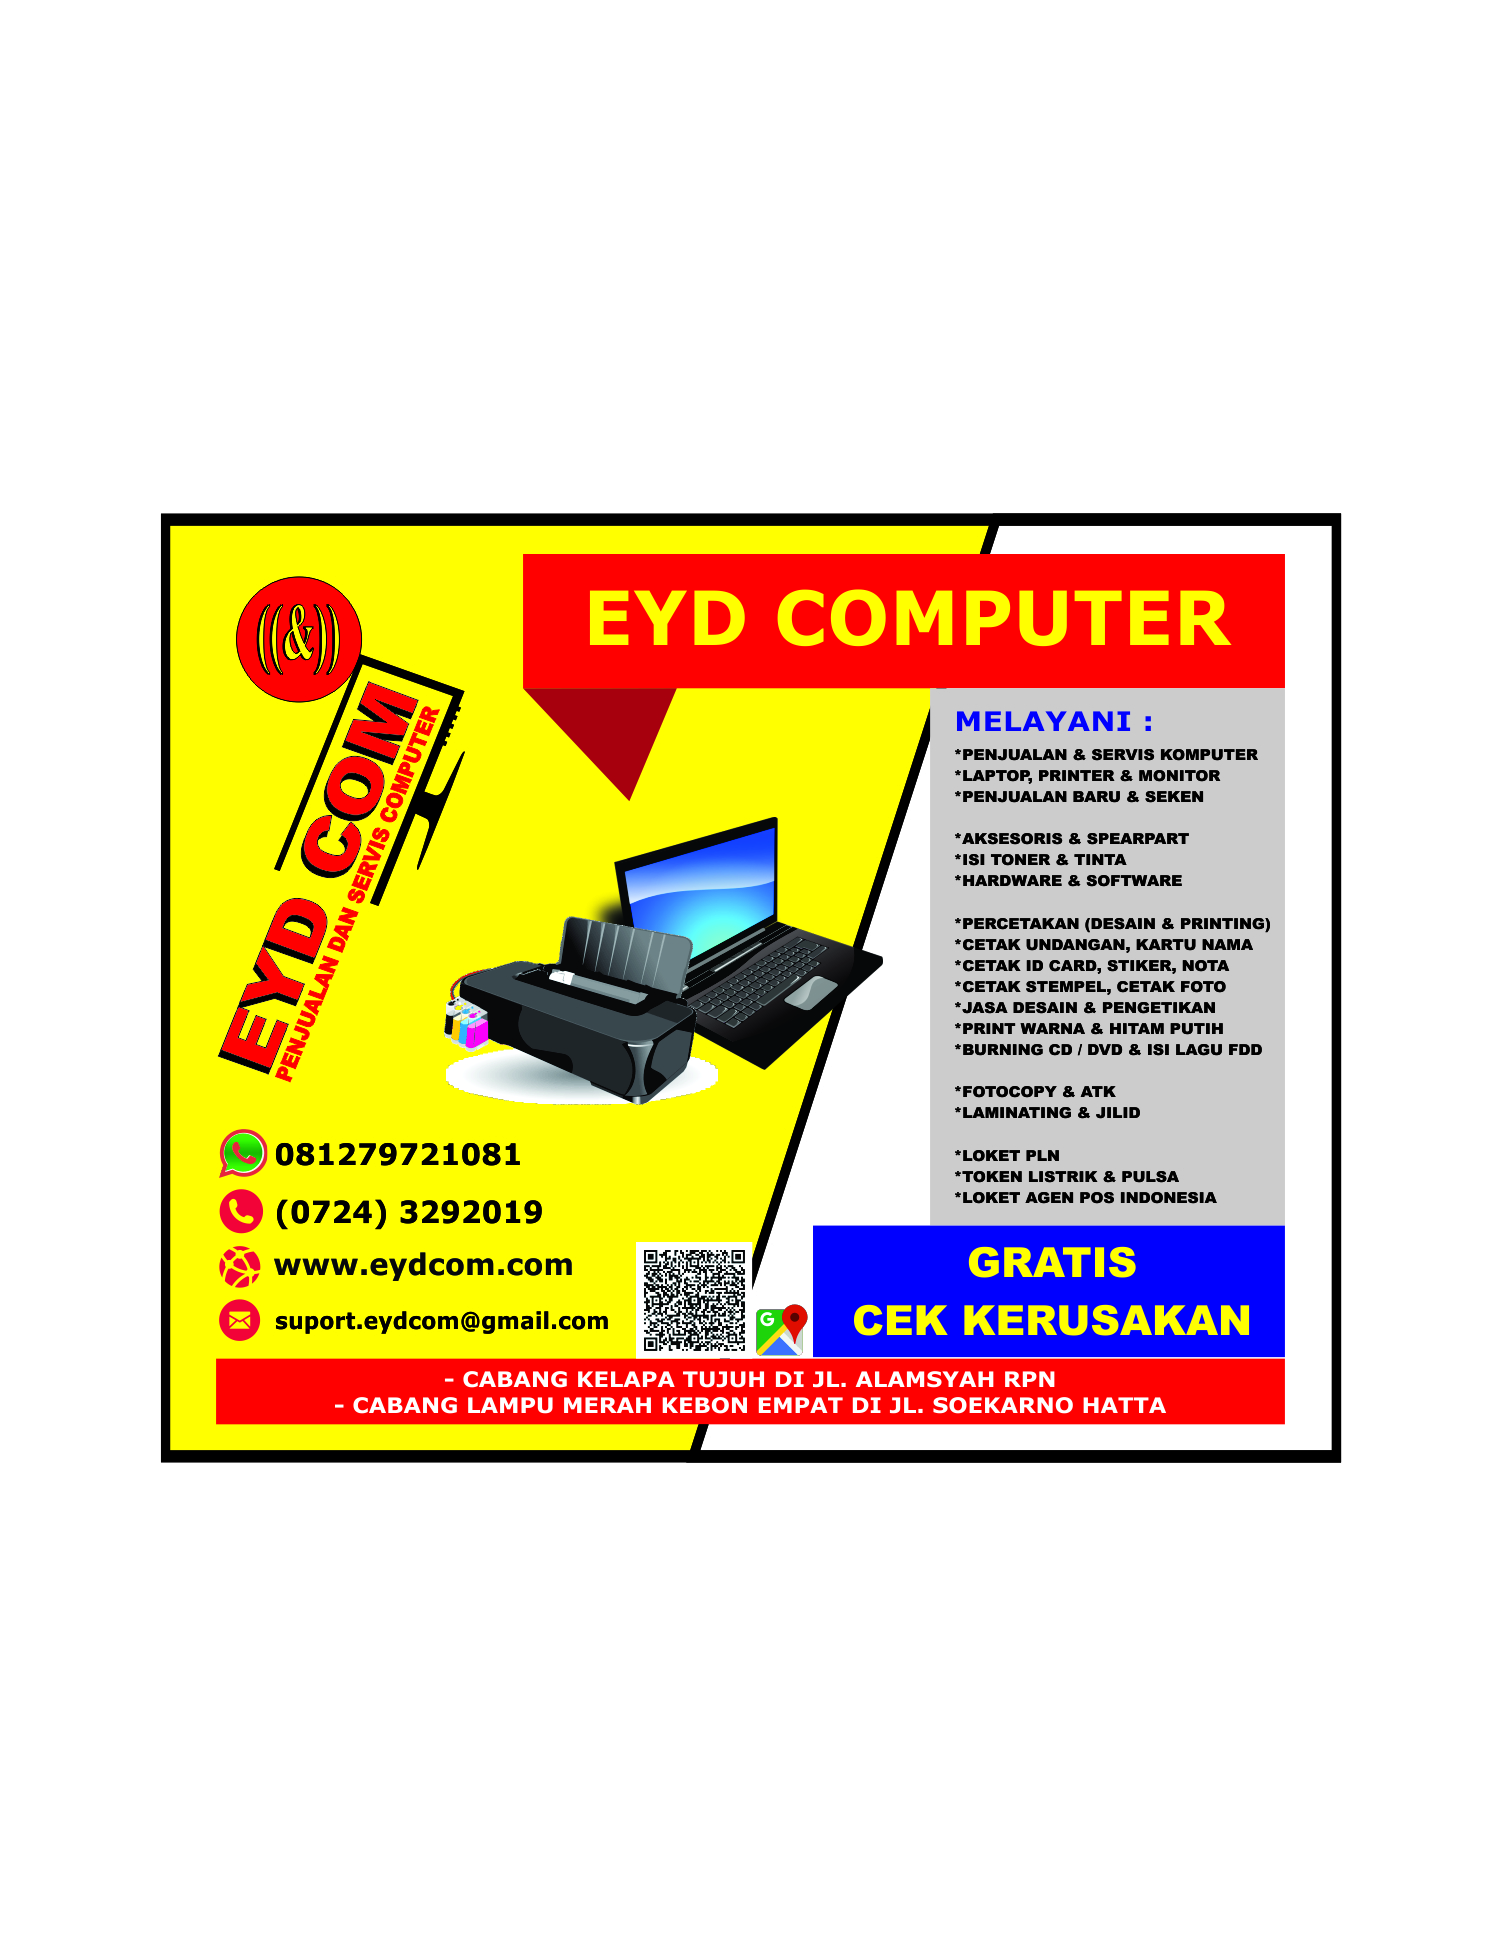 ((&))
EYD COM
PENJUALAN DAN SERVIS COMPUTER
EYD COMPUTER
MELAYANI :
*PENJUALAN & SERVIS KOMPUTER
*LAPTOP, PRINTER & MONITOR
*PENJUALAN BARU & SEKEN
*AKSESORIS & SPEARPART
*ISI TONER & TINTA
*HARDWARE & SOFTWARE
*PERCETAKAN (DESAIN & PRINTING)
*CETAK UNDANGAN, KARTU NAMA
*CETAK ID CARD, STIKER, NOTA
*CETAK STEMPEL, CETAK FOTO
*JASA DESAIN & PENGETIKAN
*PRINT WARNA & HITAM PUTIH
*BURNING CD / DVD & ISI LAGU FDD
*FOTOCOPY & ATK
*LAMINATING & JILID
*LOKET PLN
*TOKEN LISTRIK & PULSA
*LOKET AGEN POS INDONESIA
081279721081
(0724) 3292019
www.eydcom.com
suport.eydcom@gmail.com
G
GRATIS
CEK KERUSAKAN
- CABANG KELAPA TUJUH DI JL. ALAMSYAH RPN
- CABANG LAMPU MERAH KEBON EMPAT DI JL. SOEKARNO HATTA